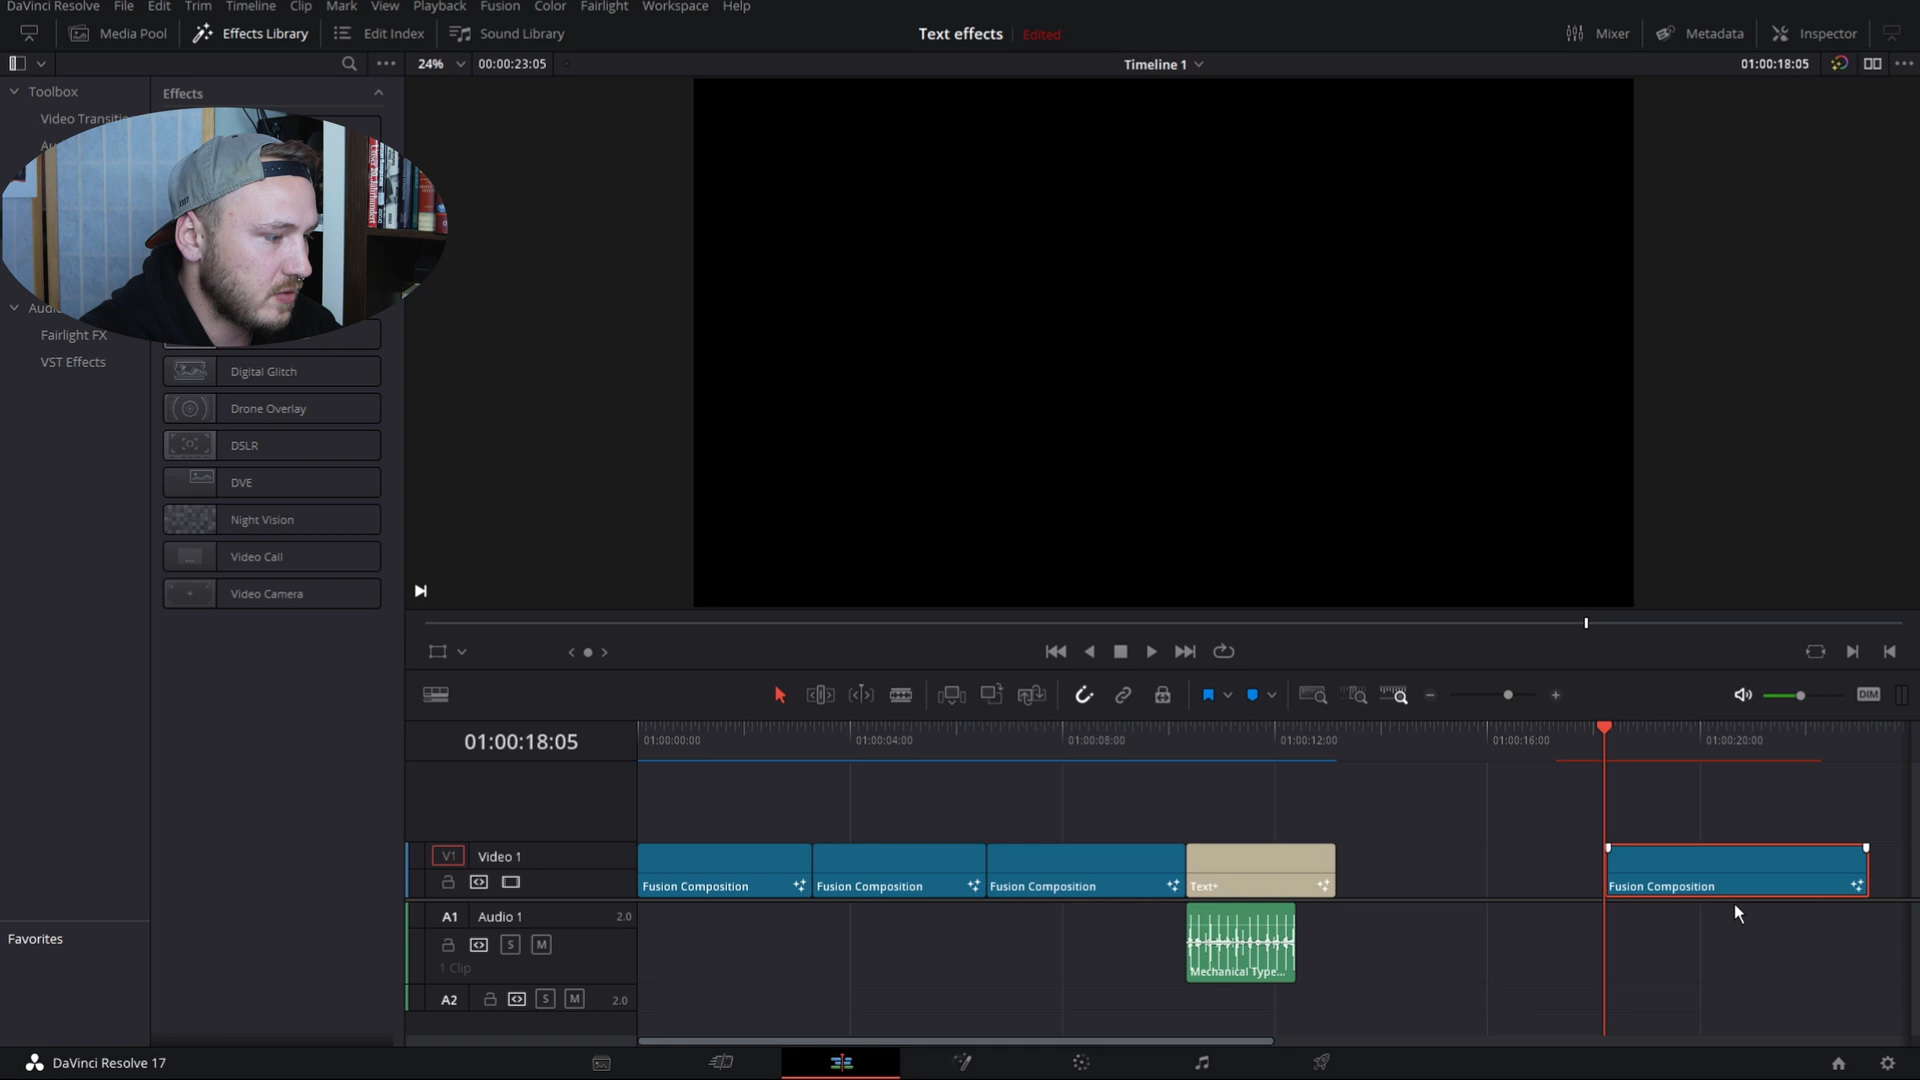 DaVinci Resolve File Edit Trim Timeline Clip Mark View Playback Fusion Color Fairlight Workspace Help
Media Pool Effects Library Edit Index Sound Library Text effects Edited Mixer Metadata Inspector
24% 00:00:23:05 Timeline 1 01:00:18:05
Toolbox
Effects
Video Transiti
Au
Audi
Fairlight FX
VST Effects
Digital Glitch
Drone Overlay
DSLR
DVE
Night Vision
Video Call
Video Camera
DIM
01:00:18:05
01:00:00:00 01:00:04:00 01:00:08:00 01:00:12:00 01:00:16:00 01:00:20:00
V1 Video 1
Fusion Composition Fusion Composition Fusion Composition Text+ Fusion Composition
A1 Audio 1 2.0
S M
1 Clip
Mechanical Type...
A2 S M 2.0
Favorites
DaVinci Resolve 17